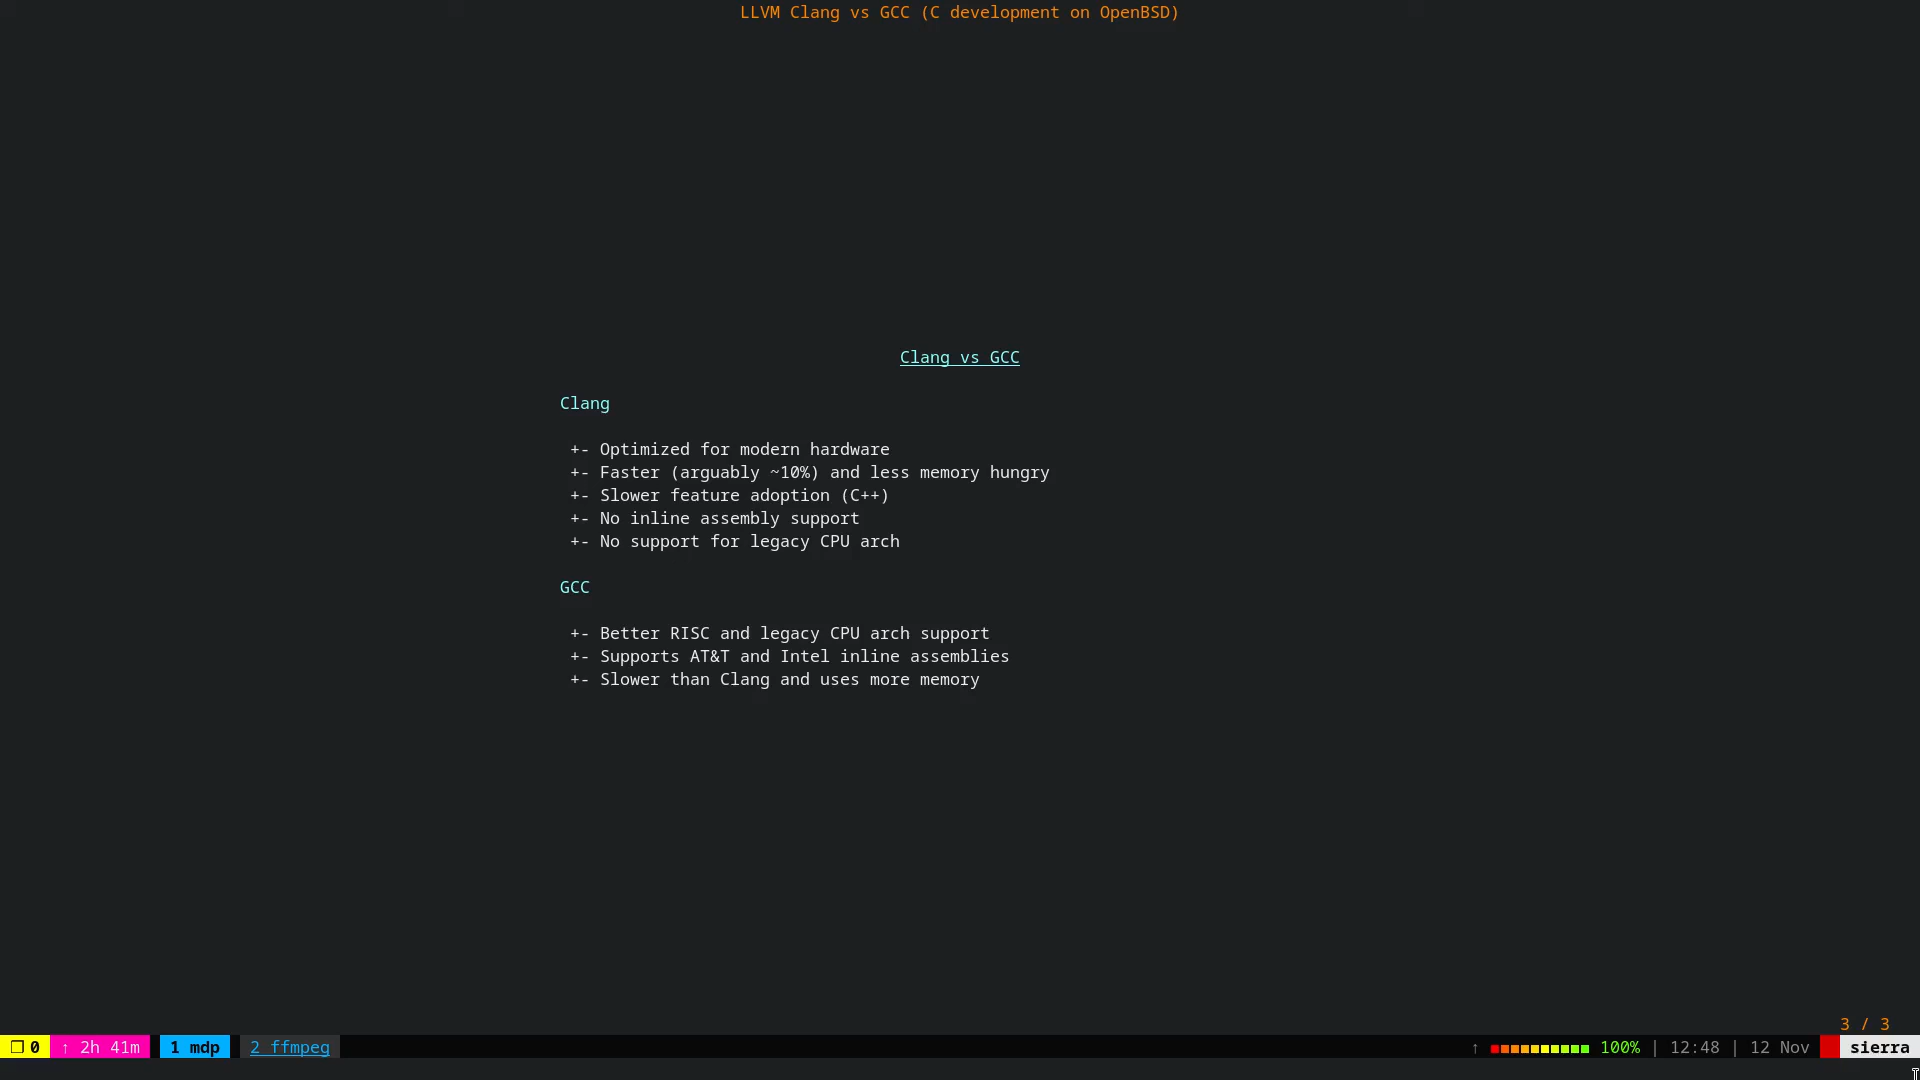 LLVM Clang vs GCC (C development on OpenBSD)
Clang vs GCC
Clang
+- Optimized for modern hardware
+- Faster (arguably ~10%) and less memory hungry
+- Slower feature adoption (C++)
+- No inline assembly support
+- No support for legacy CPU arch
GCC
+- Better RISC and legacy CPU arch support
+- Supports AT&T and Intel inline assemblies
+- Slower than Clang and uses more memory
3 / 3
❐ 0 ↑ 2h 41m 1 mdp 2 ffmpeg ↑ 100% | 12:48 | 12 Nov sierra